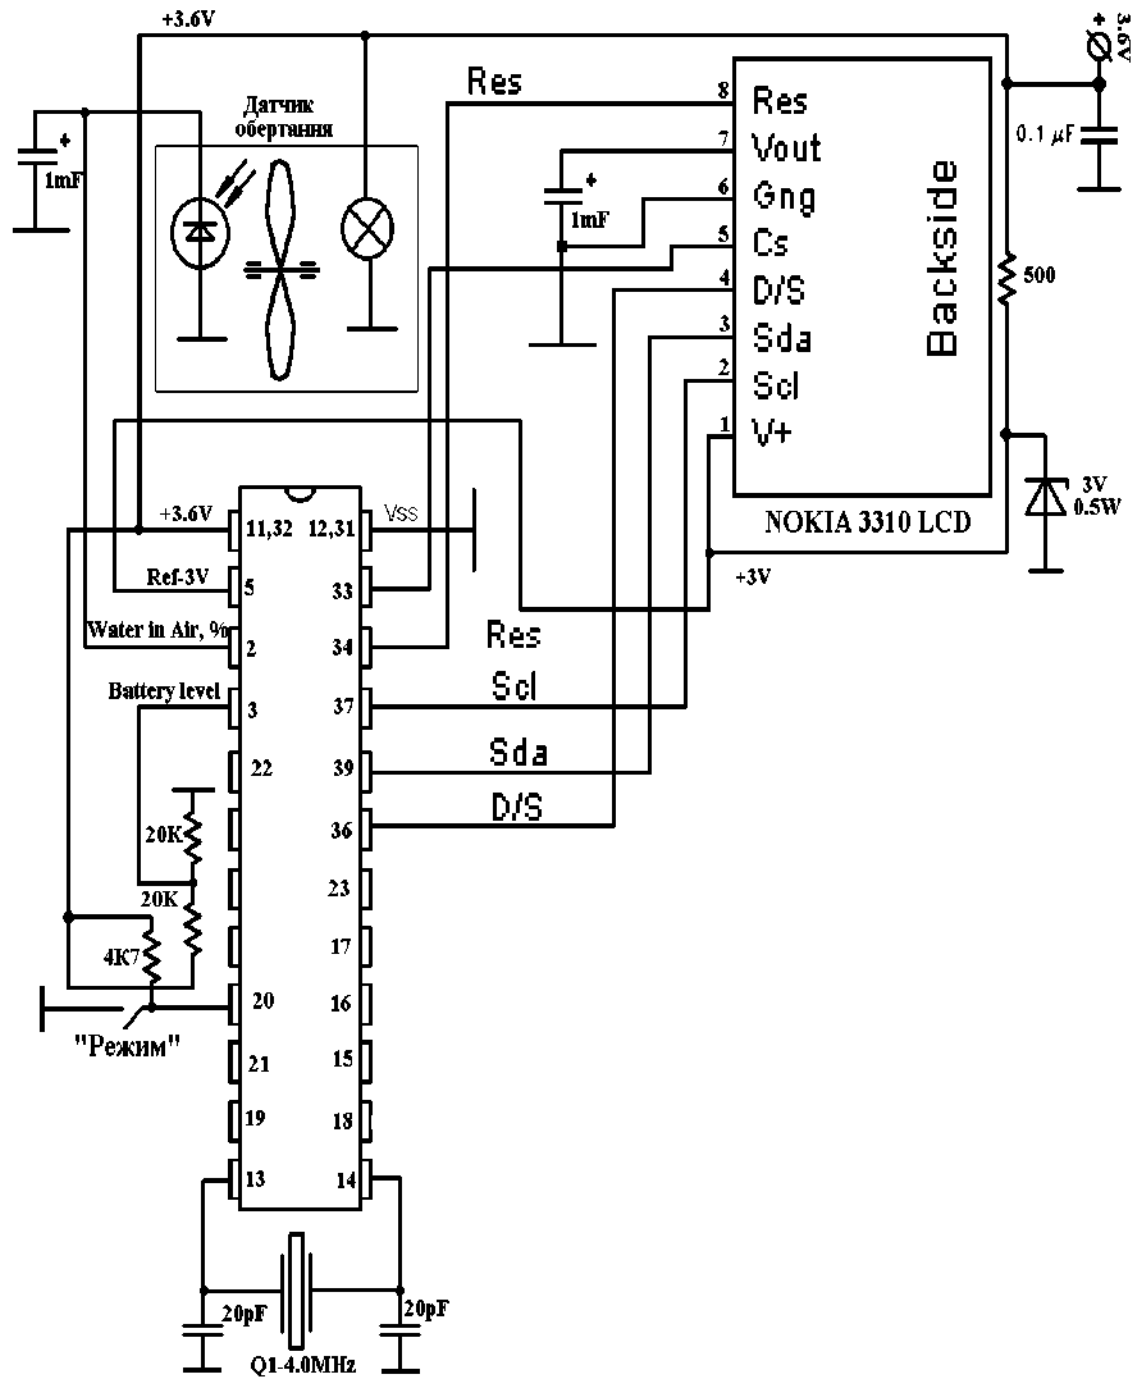 +3.6V
+
3.6V
Res
8
Res
Датчик
обертання
7
Vout
0.1 µF
+
1mF
+
1mF
6
Gng
5
Cs
4
D/S
500
3
Sda
2
Scl
1
V+
Backside
3V
0.5W
NOKIA 3310 LCD
+3V
+3.6V
11,32
12,31
Vss
Ref-3V
5
33
Water in Air, %
2
34
Res
Battery level
3
37
Scl
22
39
Sda
20K
36
D/S
20K
23
4K7
17
20
16
"Режим"
21
15
19
18
13
14
20pF
20pF
Q1-4.0MHz